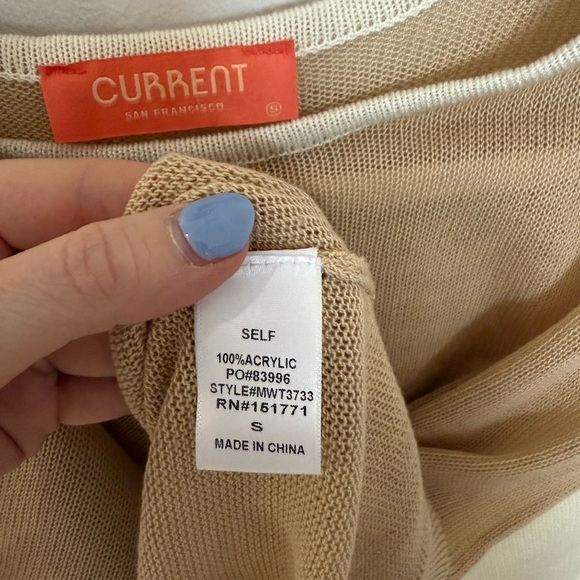 CURRENT
SAN FRANCISCO S
SELF
100%ACRYLIC
PO#83996
STYLE#MWT3733
RN#151771
S
MADE IN CHINA